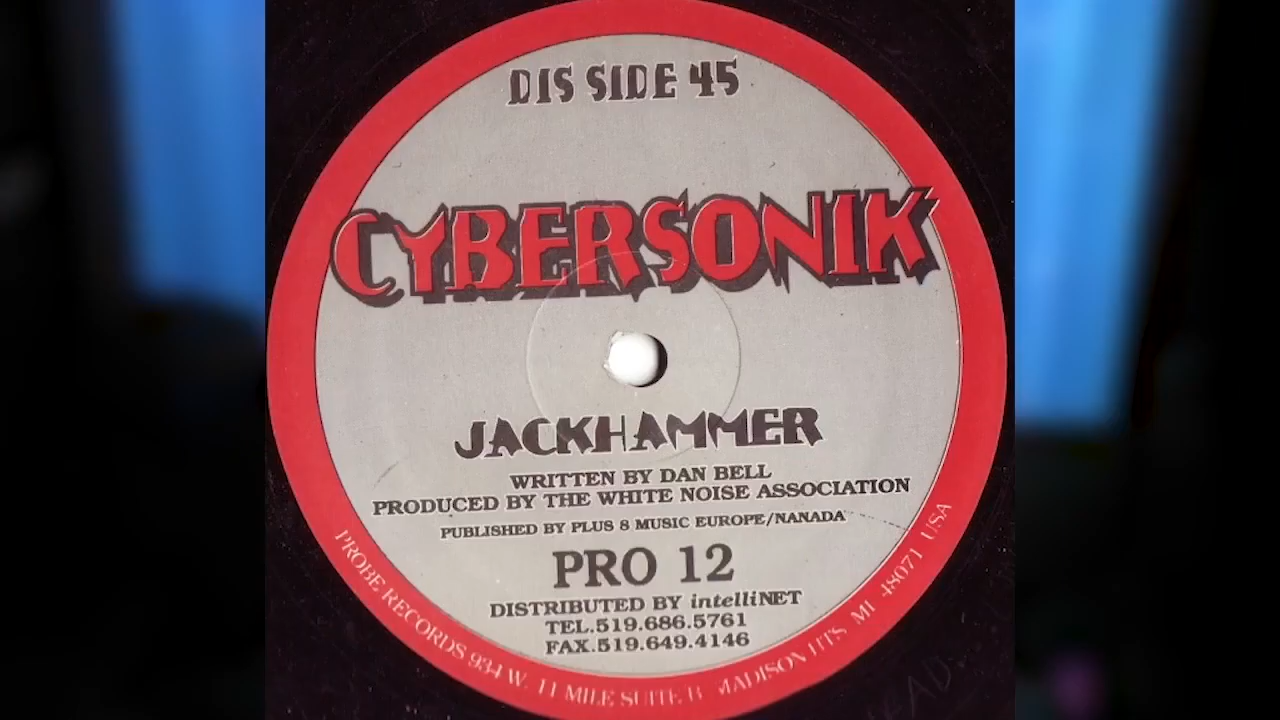 DIS SIDE 45
CYBERSONIK
JACKHAMMER
WRITTEN BY DAN BELL
PRODUCED BY THE WHITE NOISE ASSOCIATION
PUBLISHED BY PLUS 8 MUSIC EUROPE/NANADA
PRO 12
DISTRIBUTED BY intelliNET
TEL.519.686.5761
FAX.519.649.4146
PROBE RECORDS 934 W. 11 MILE SUITE B MADISON HTS MI 48071 USA